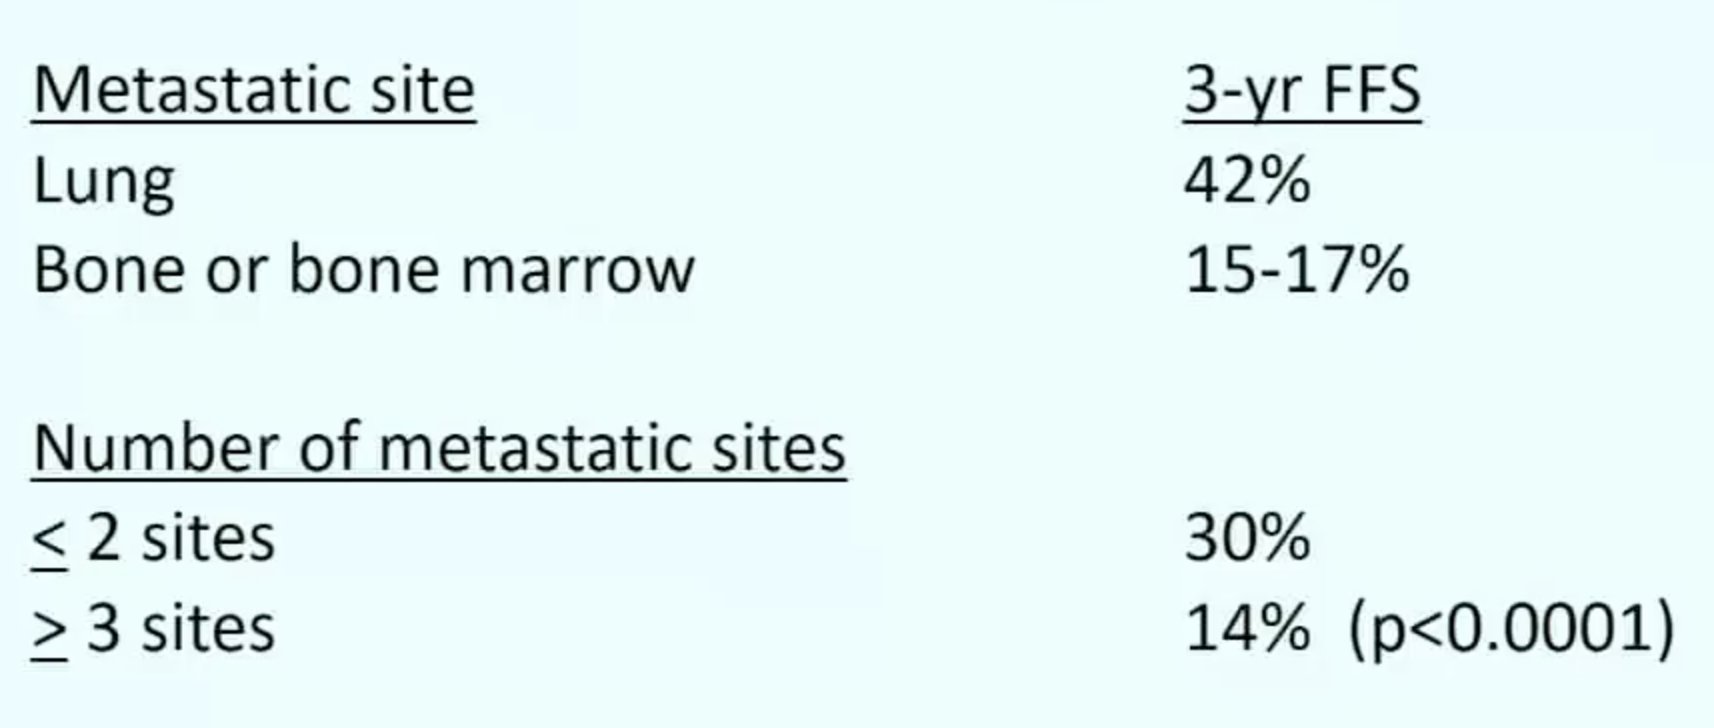 Metastatic site 3-yr FFS
Lung 42%
Bone or bone marrow 15-17%
Number of metastatic sites
≤ 2 sites 30%
≥ 3 sites 14% (p<0.0001)